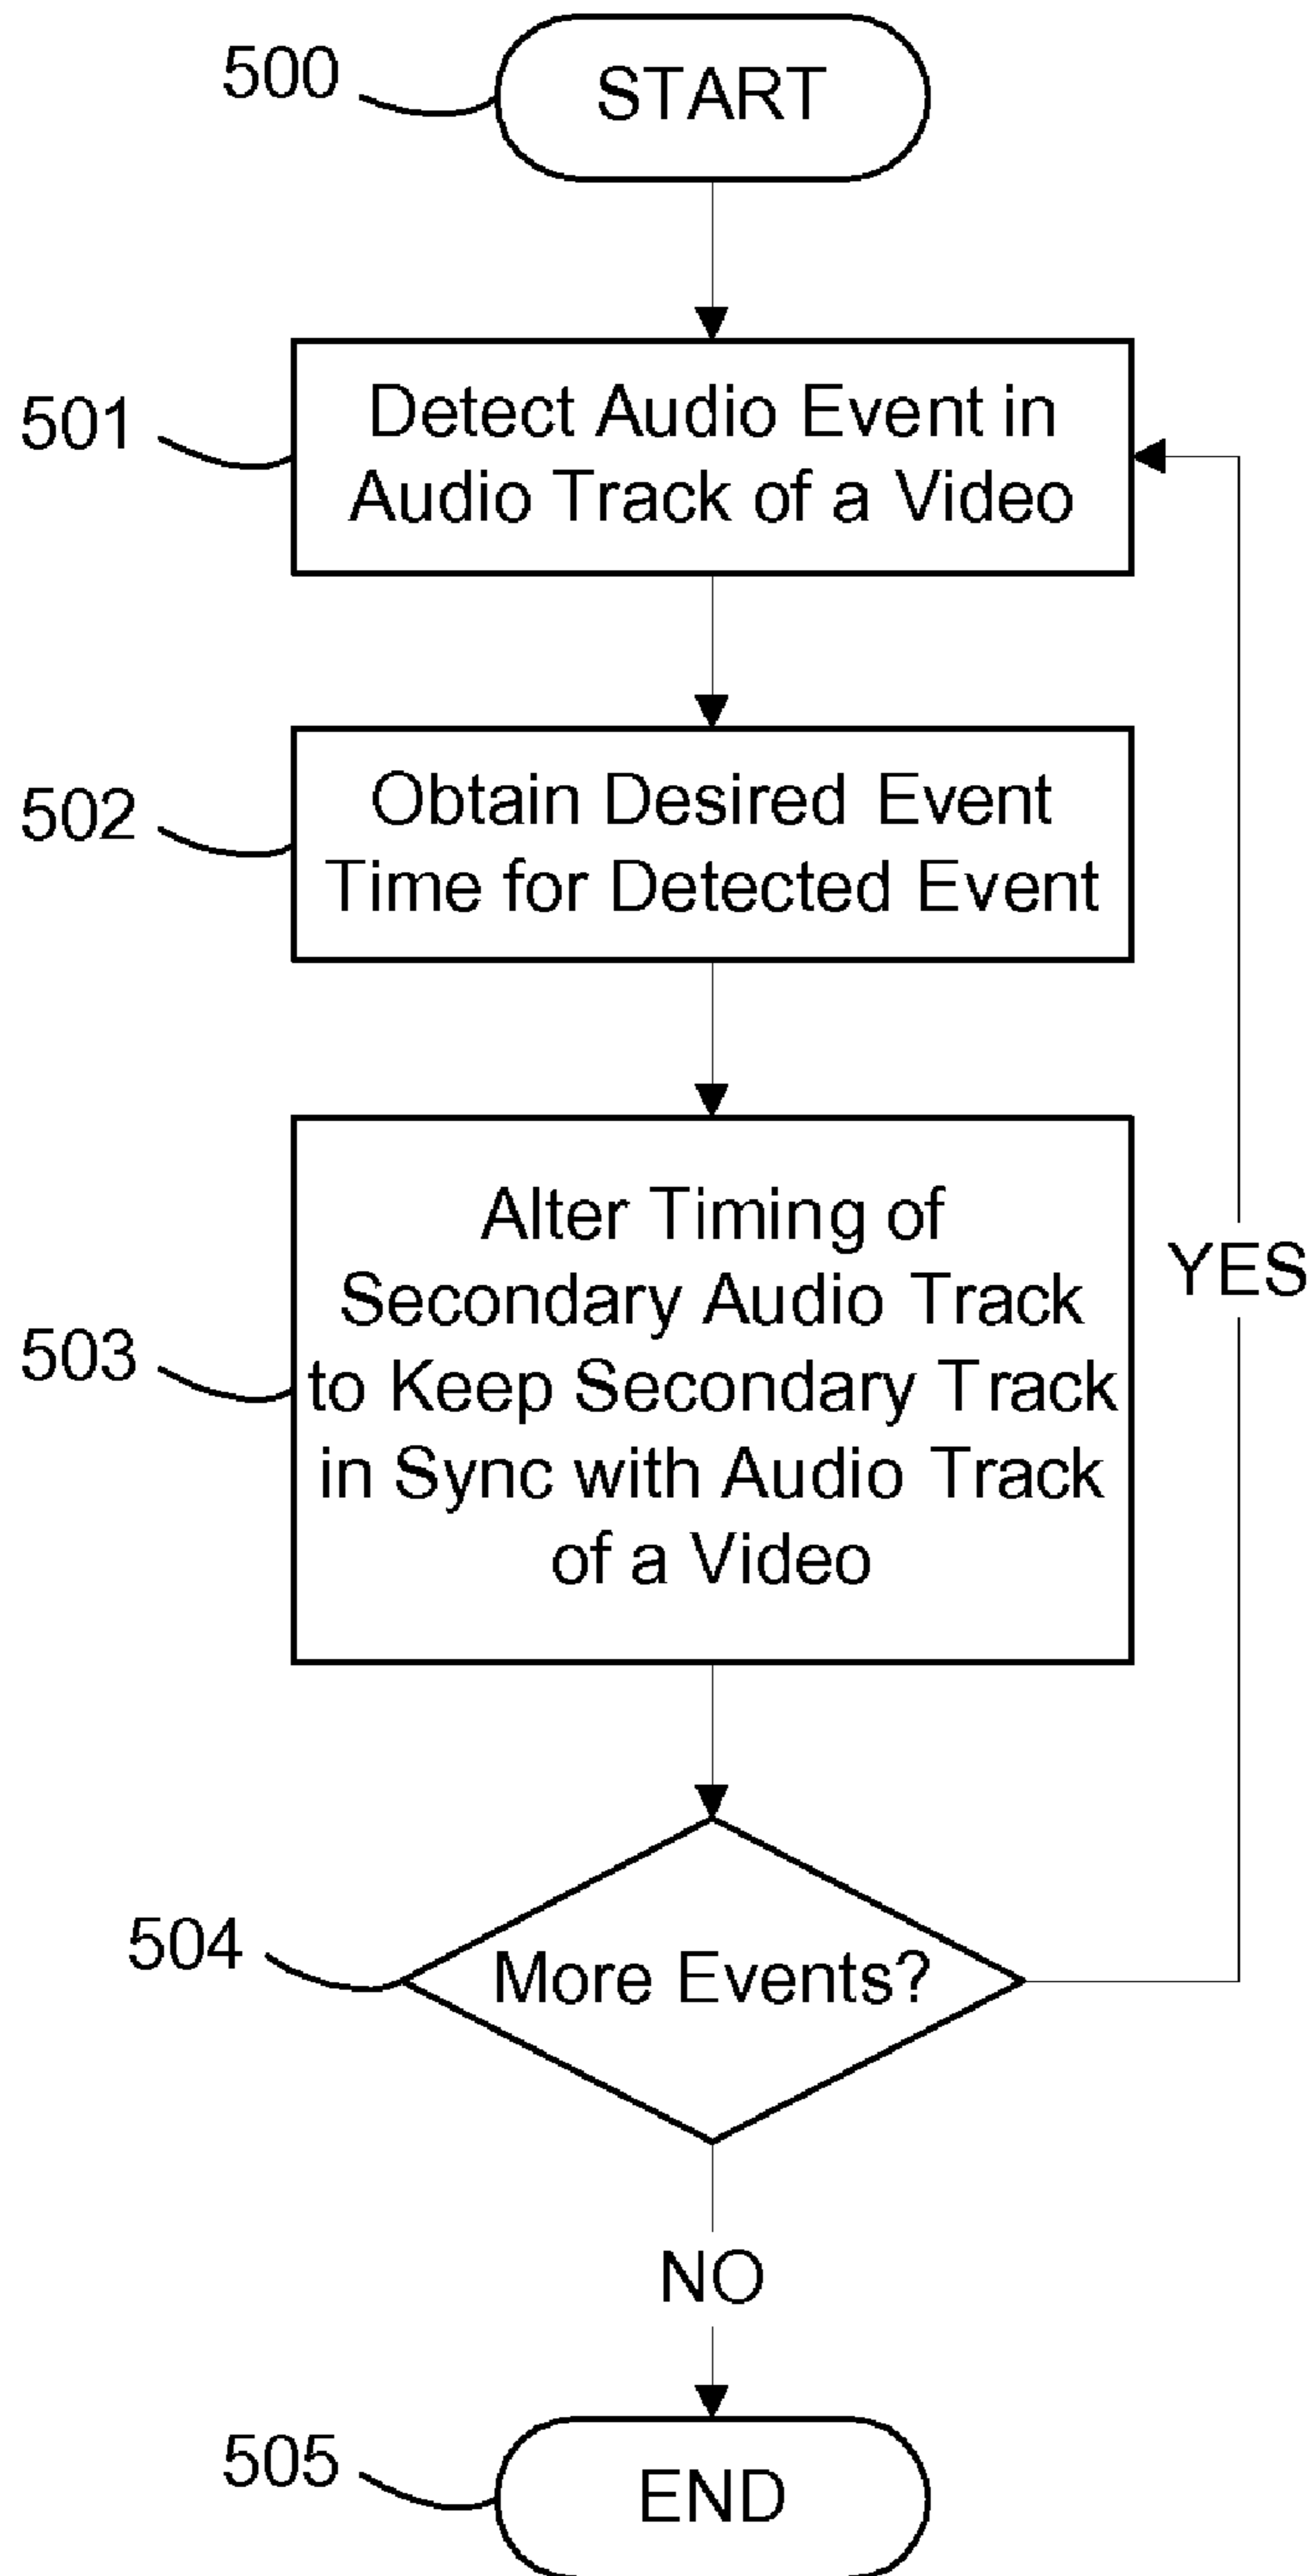 500
START
501
Detect Audio Event in
Audio Track of a Video
502
Obtain Desired Event
Time for Detected Event
503
Alter Timing of
Secondary Audio Track
to Keep Secondary Track
in Sync with Audio Track
of a Video
YES
504
More Events?
NO
505
END